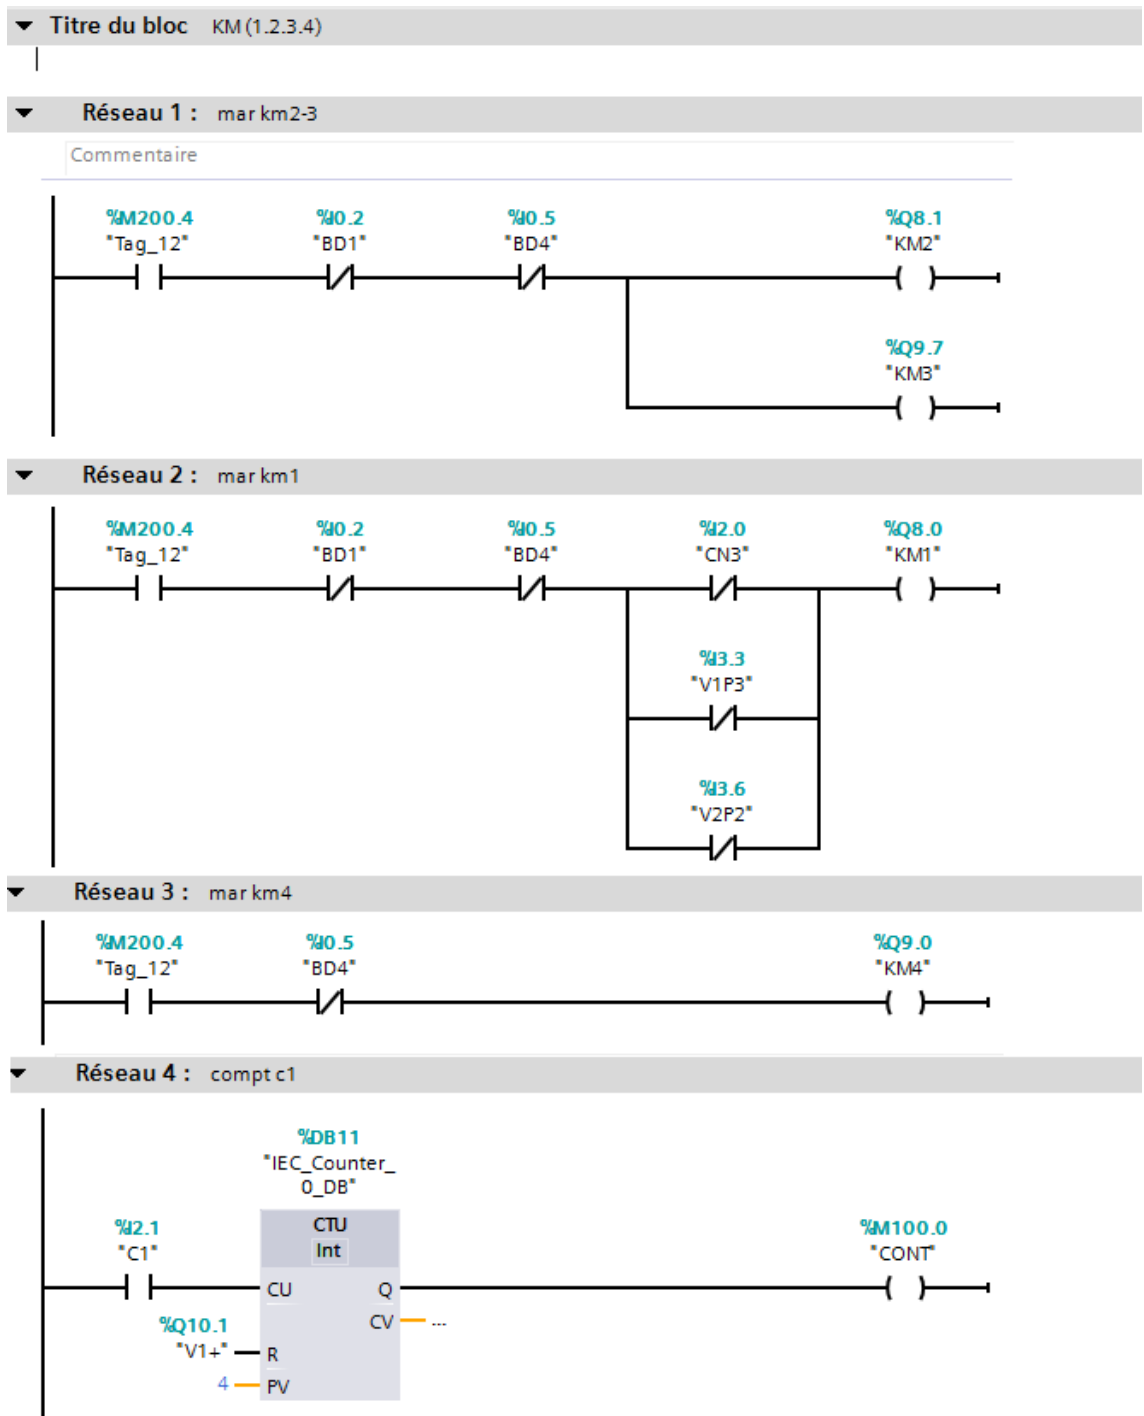 Titre du bloc KM (1.2.3.4)
Réseau 1 : mar km2-3
Commentaire
%M200.4 %I0.2 %I0.5 %Q8.1
"Tag_12" "BD1" "BD4" "KM2"
%Q9.7
"KM3"
Réseau 2 : mar km1
%M200.4 %I0.2 %I0.5 %I2.0 %Q8.0
"Tag_12" "BD1" "BD4" "CN3" "KM1"
%I3.3
"V1P3"
%I3.6
"V2P2"
Réseau 3 : mar km4
%M200.4 %I0.5 %Q9.0
"Tag_12" "BD4" "KM4"
Réseau 4 : compt c1
%DB11
"IEC_Counter_
0_DB"
%I2.1 CTU %M100.0
"C1" Int "CONT"
CU Q
%Q10.1 CV ...
"V1+" R
4 PV